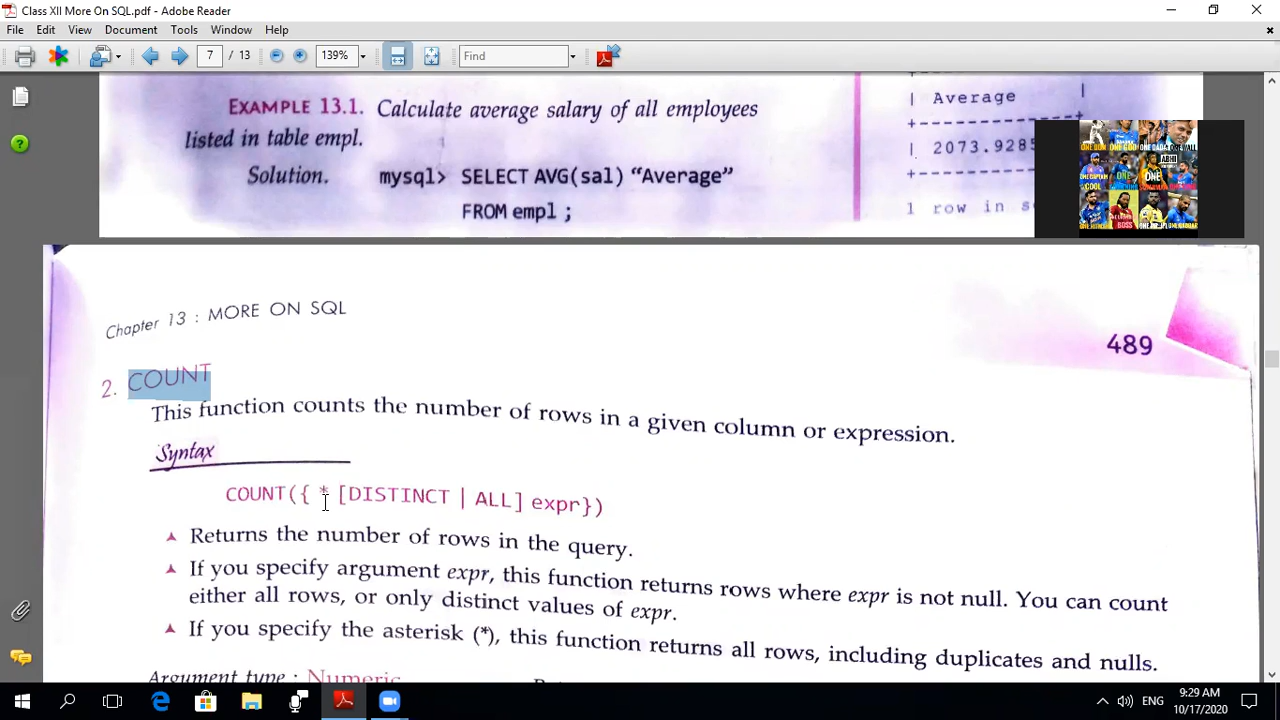 Class XII More On SQL.pdf - Adobe Reader
File Edit View Document Tools Window Help
7 / 13 139% Find
EXAMPLE 13.1. Calculate average salary of all employees
listed in table empl.
Solution. mysql> SELECT AVG(sal) “Average”
FROM empl ;
+-------------
| Average |
+-------------+
| 2073.9285
+-------------
1 row in s
Chapter 13 : MORE ON SQL
489
2. COUNT
This function counts the number of rows in a given column or expression.
Syntax
COUNT({ * [DISTINCT | ALL] expr})
Returns the number of rows in the query.
If you specify argument expr, this function returns rows where expr is not null. You can count
either all rows, or only distinct values of expr.
If you specify the asterisk (*), this function returns all rows, including duplicates and nulls.
Argument type : Numeric
ENG
9:29 AM
10/17/2020